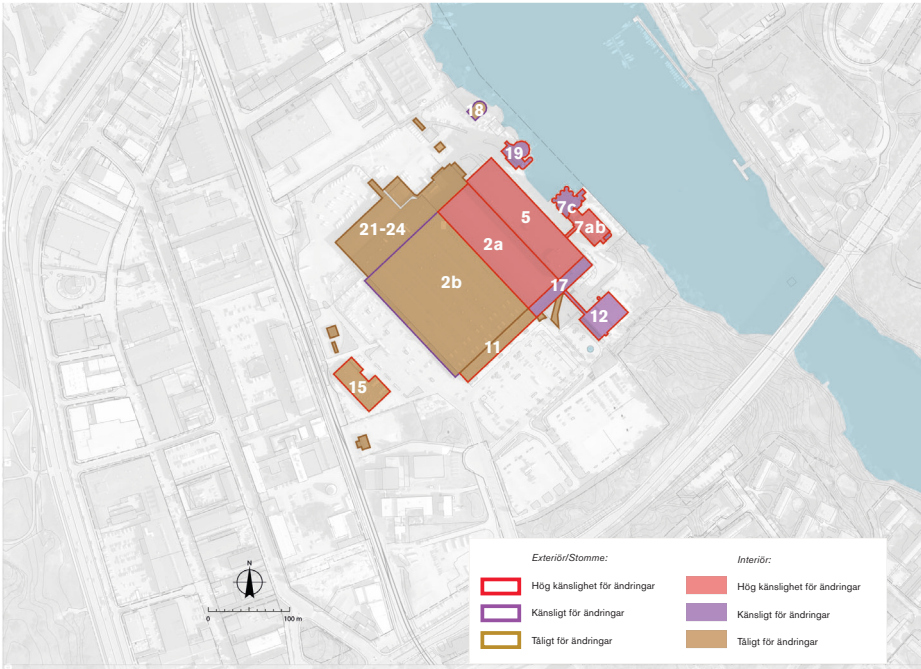 18
19
7c
5
7ab
21-24
2a
2b
17
12
11
15
N
0 100 m
Exteriör/Stomme: Interiör:
Hög känslighet för ändringar Hög känslighet för ändringar
Känsligt för ändringar Känsligt för ändringar
Tåligt för ändringar Tåligt för ändringar